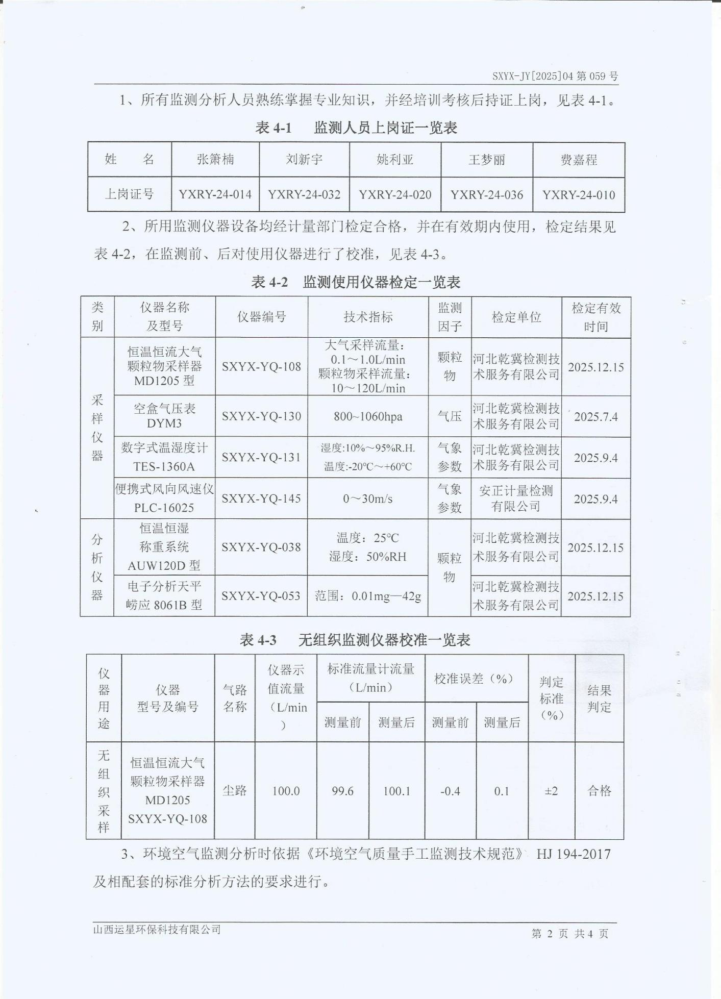 SXYX-JY[2025]04 第 059 号
1、所有监测分析人员熟练掌握专业知识，并经培训考核后持证上岗，见表 4-1。
表 4-1 监测人员上岗证一览表
姓 名 张箫楠 刘新宇 姚利亚 王梦丽 费嘉程
上岗证号 YXRY-24-014 YXRY-24-032 YXRY-24-020 YXRY-24-036 YXRY-24-010
2、所用监测仪器设备均经计量部门检定合格，并在有效期内使用，检定结果见
表 4-2，在监测前、后对使用仪器进行了校准，见表 4-3。
表 4-2 监测使用仪器检定一览表
类
别
仪器名称
及型号
仪器编号
技术指标
监测
因子
检定单位
检定有效
时间
采
样
仪
器
恒温恒流大气
颗粒物采样器
MD1205 型
SXYX-YQ-108
大气采样流量：
0.1～1.0L/min
颗粒物采样流量：
10～120L/min
颗粒
物
河北乾冀检测技
术服务有限公司
2025.12.15
空盒气压表
DYM3
SXYX-YQ-130
800~1060hpa
气压
河北乾冀检测技
术服务有限公司
2025.7.4
数字式温湿度计
TES-1360A
SXYX-YQ-131
湿度:10%～95%R.H.
温度:-20℃～+60℃
气象
参数
河北乾冀检测技
术服务有限公司
2025.9.4
便携式风向风速仪
PLC-16025
SXYX-YQ-145
0～30m/s
气象
参数
安正计量检测
有限公司
2025.9.4
分
析
仪
器
恒温恒湿
称重系统
AUW120D 型
SXYX-YQ-038
温度：25℃
湿度：50%RH
颗粒
物
河北乾冀检测技
术服务有限公司
2025.12.15
电子分析天平
崂应 8061B 型
SXYX-YQ-053
范围：0.01mg—42g
河北乾冀检测技
术服务有限公司
2025.12.15
表 4-3 无组织监测仪器校准一览表
仪
器
用
途
仪器
型号及编号
气路
名称
仪器示
值流量
（L/min
）
标准流量计流量
（L/min）
测量前 测量后
校准误差（%）
测量前 测量后
判定
标准
（%）
结果
判定
无
组
织
采
样
恒温恒流大气
颗粒物采样器
MD1205
SXYX-YQ-108
尘路
100.0
99.6
100.1
-0.4
0.1
±2
合格
3、环境空气监测分析时依据《环境空气质量手工监测技术规范》 HJ 194-2017
及相配套的标准分析方法的要求进行。
山西运星环保科技有限公司
第 2 页 共 4 页